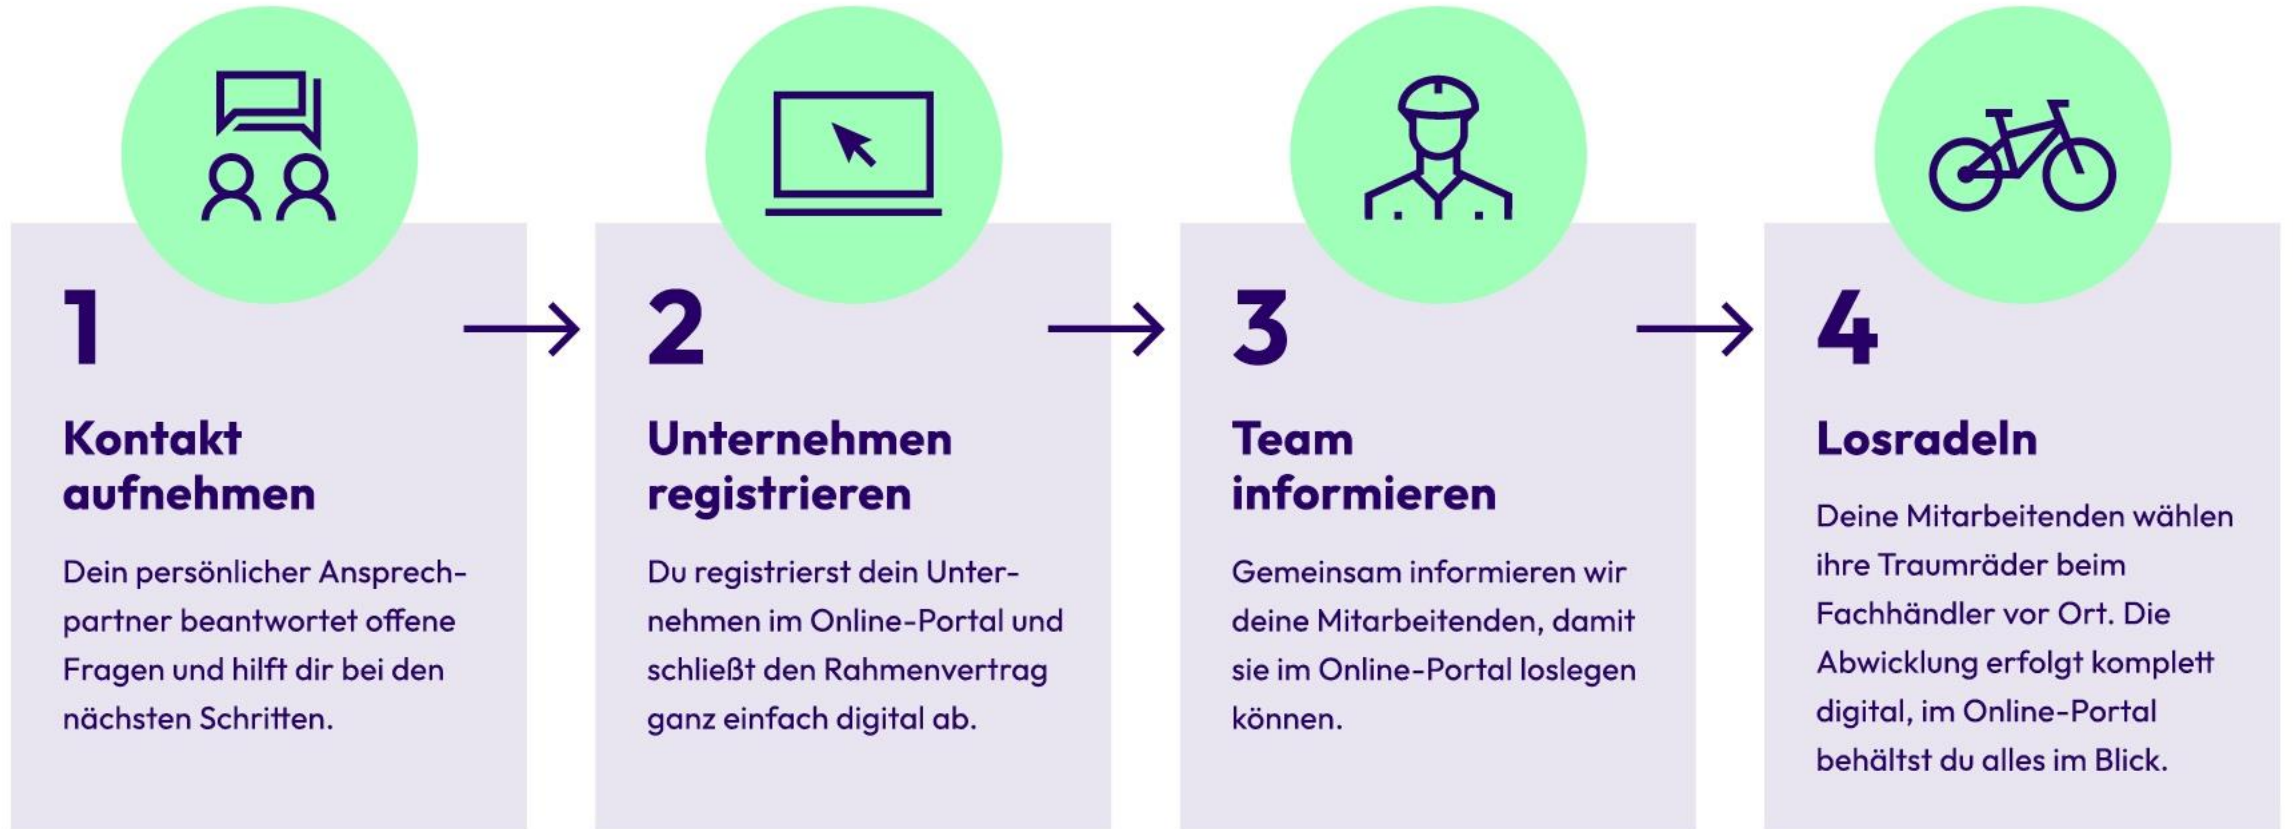 1
Kontakt
aufnehmen
Dein persönlicher Ansprech-
partner beantwortet offene
Fragen und hilft dir bei den
nächsten Schritten.
2
Unternehmen
registrieren
Du registrierst dein Unter-
nehmen im Online-Portal und
schließt den Rahmenvertrag
ganz einfach digital ab.
3
Team
informieren
Gemeinsam informieren wir
deine Mitarbeitenden, damit
sie im Online-Portal loslegen
können.
4
Losradeln
Deine Mitarbeitenden wählen
ihre Traumräder beim
Fachhändler vor Ort. Die
Abwicklung erfolgt komplett
digital, im Online-Portal
behältst du alles im Blick.